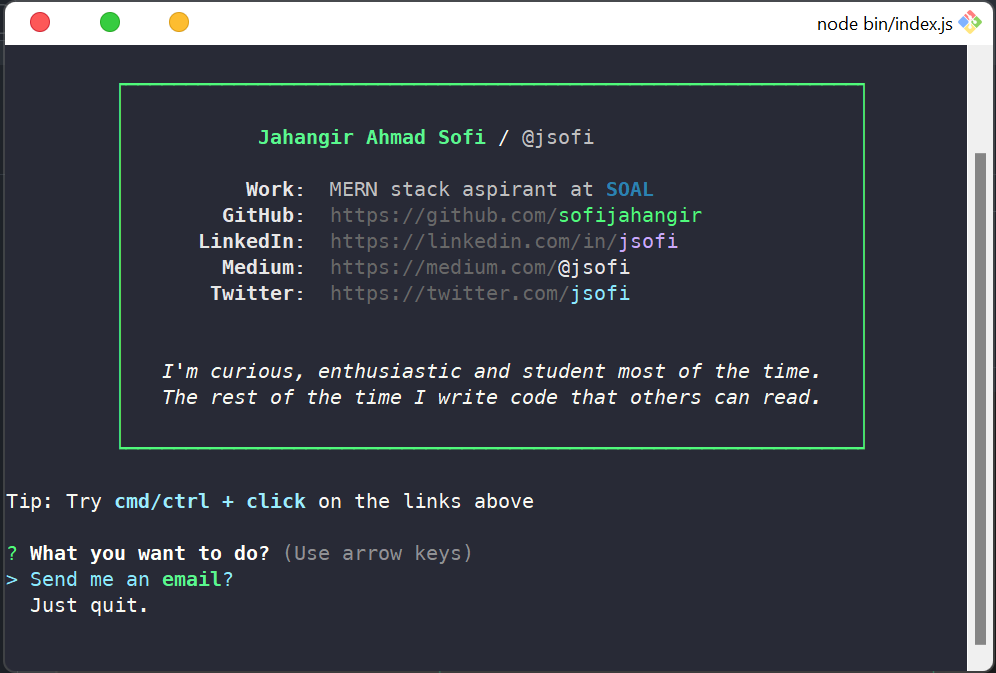 node bin/index.js
Jahangir Ahmad Sofi / @jsofi
Work: MERN stack aspirant at SOAL
GitHub: https://github.com/sofijahangir
LinkedIn: https://linkedin.com/in/jsofi
Medium: https://medium.com/@jsofi
Twitter: https://twitter.com/jsofi
I'm curious, enthusiastic and student most of the time.
The rest of the time I write code that others can read.
Tip: Try cmd/ctrl + click on the links above
? What you want to do? (Use arrow keys)
> Send me an email?
Just quit.